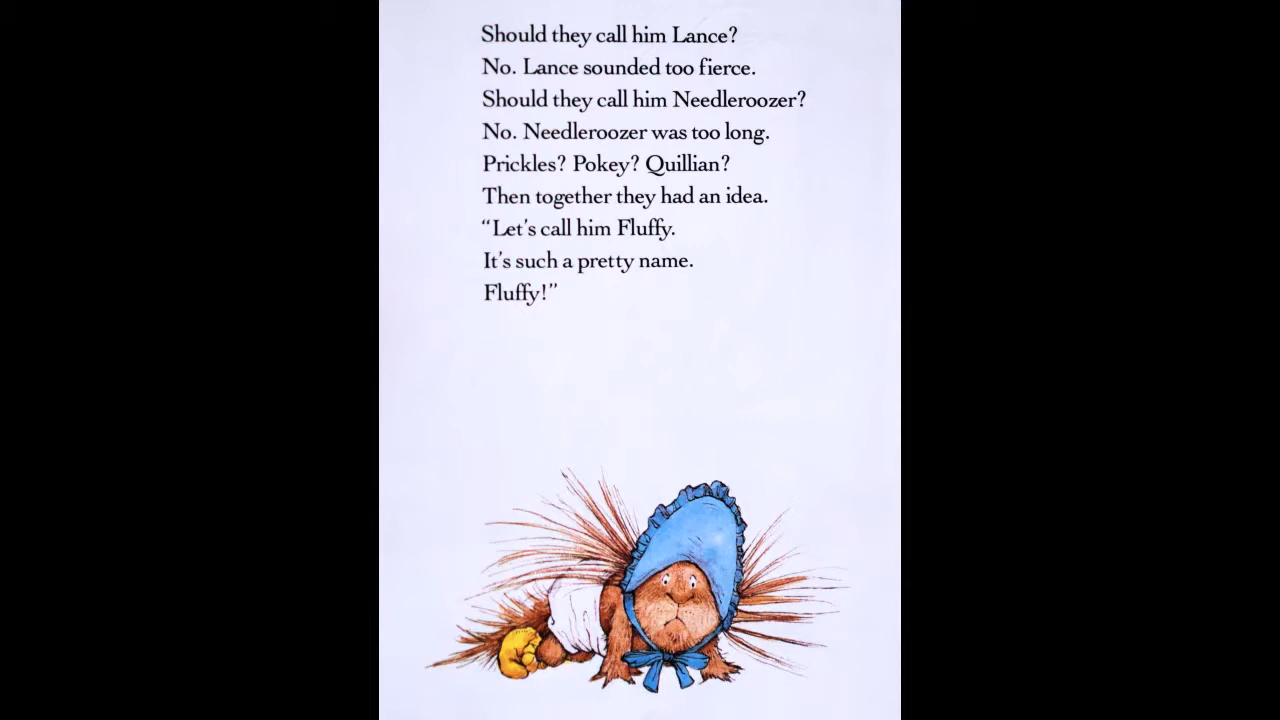 Should they call him Lance?
No. Lance sounded too fierce.
Should they call him Needleroozer?
No. Needleroozer was too long.
Prickles? Pokey? Quillian?
Then together they had an idea.
“Let's call him Fluffy.
It's such a pretty name.
Fluffy!”